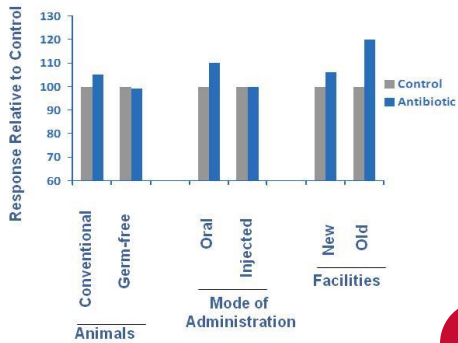 Response Relative to Control
130
120
110
100
90
80
70
60
Control
Antibiotic
Conventional
Germ-free
Oral
Injected
New
Old
Animals
Mode of
Administration
Facilities